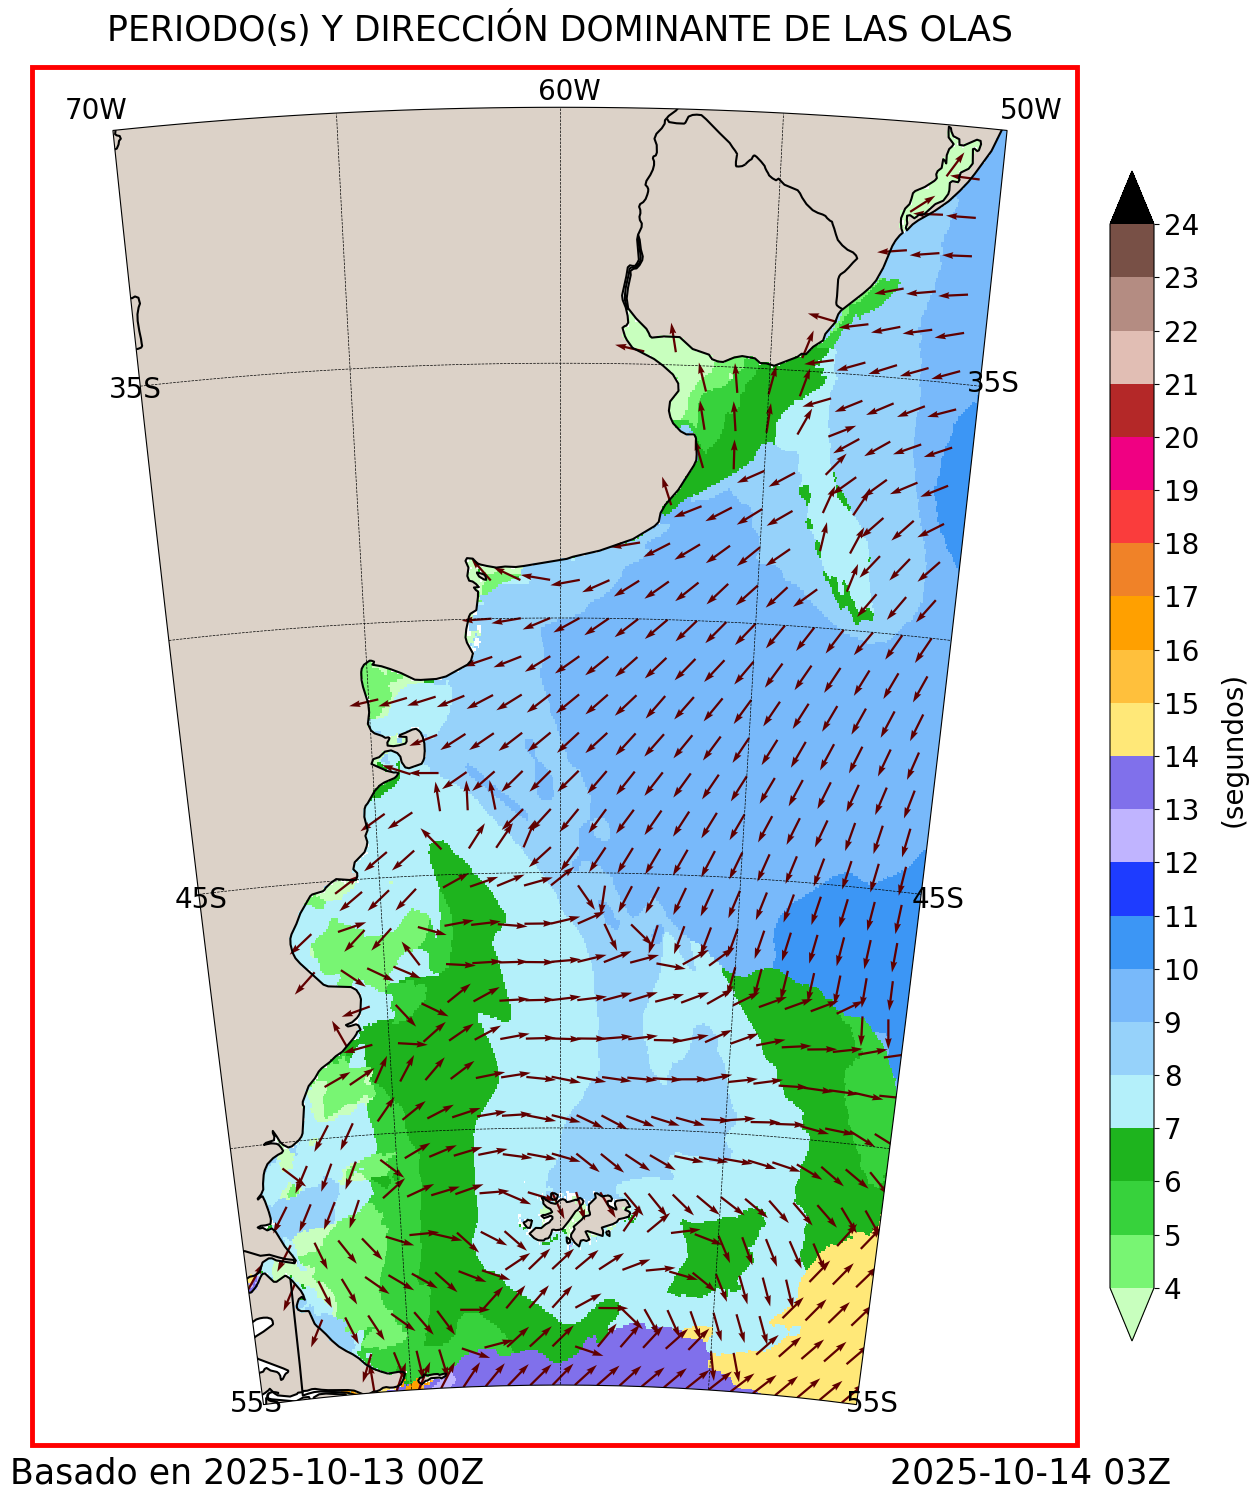 PERIODO(s) Y DIRECCIÓN DOMINANTE DE LAS OLAS
70W
60W
50W
35S
35S
45S
45S
55S
55S
24
23
22
21
20
19
18
17
16
15
14
13
12
11
10
9
8
7
6
5
4
(segundos)
Basado en 2025-10-13 00Z
2025-10-14 03Z